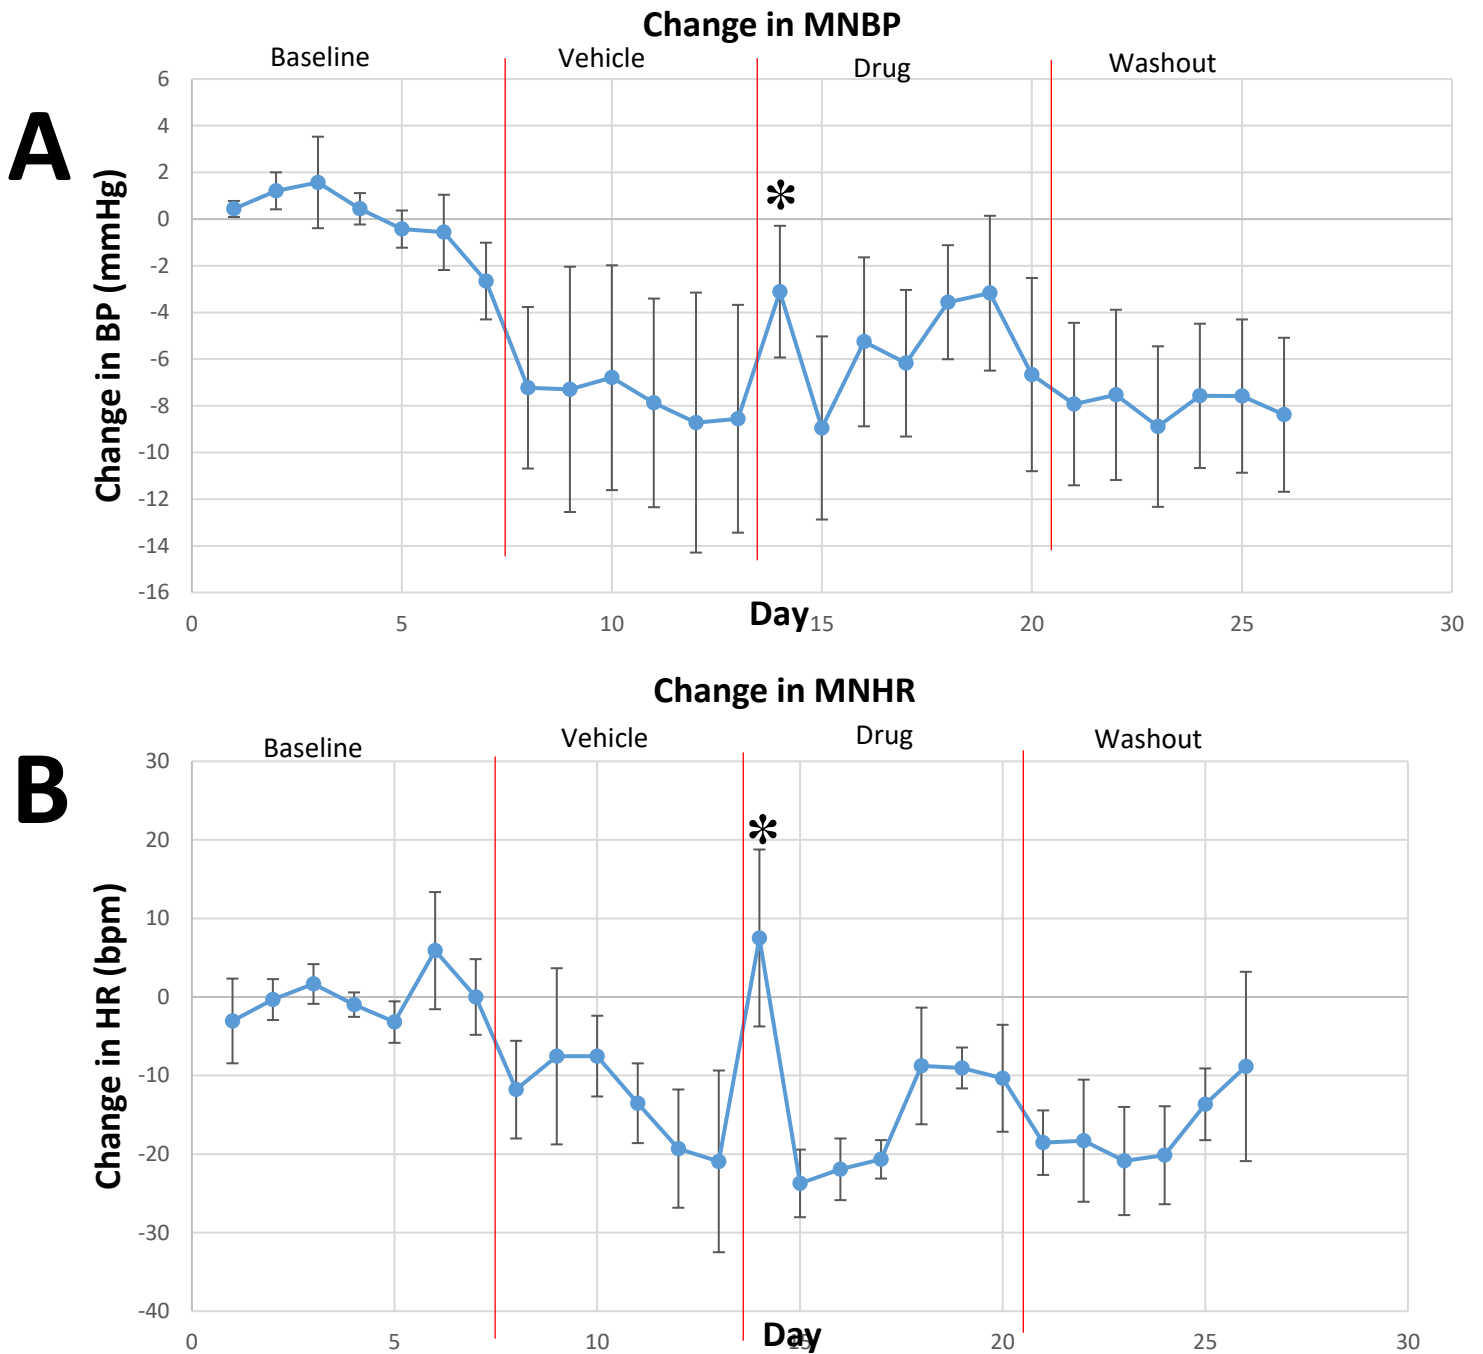 Change in MNBP
Baseline Vehicle Drug Washout
A
Change in BP (mmHg)
6
4
2
0
-2
-4
-6
-8
-10
-12
-14
-16
*
0 5 10 15 20 25 30
Day
Change in MNHR
Baseline Vehicle Drug Washout
B
Change in HR (bpm)
30
20
10
0
-10
-20
-30
-40
*
0 5 10 15 20 25 30
Day